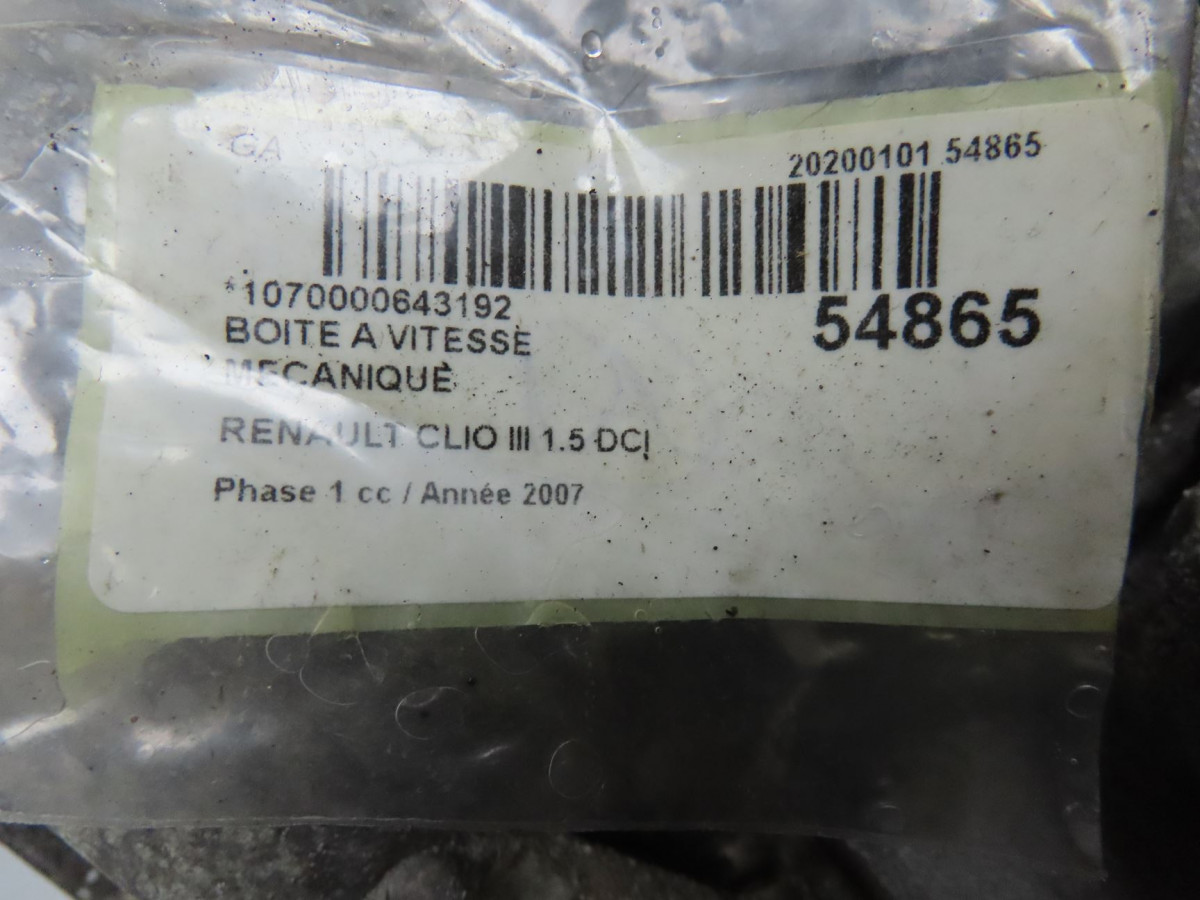 GA
20200101 54865
*1070000643192
54865
BOITE A VITESSE
MECANIQUE
RENAULT CLIO III 1.5 DCI
Phase 1 cc / Année 2007